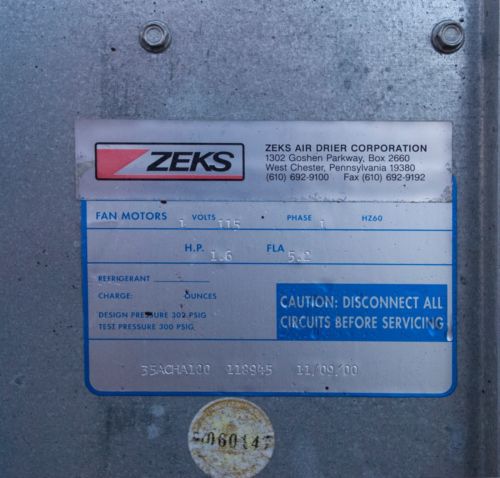 ZEKS
ZEKS AIR DRIER CORPORATION
1302 Goshen Parkway, Box 2660
West Chester, Pennsylvania 19380
(610) 692-9100 Fax (610) 692-9192
FAN MOTORS 1 VOLTS 115 PHASE 1 HZ60
H.P. 1.6 FLA 5.2
REFRIGERANT
CHARGE: OUNCES
DESIGN PRESSURE 302 PSIG
TEST PRESSURE 300 PSIG
CAUTION: DISCONNECT ALL
CIRCUITS BEFORE SERVICING
35ACHA100 118945 11/09/00